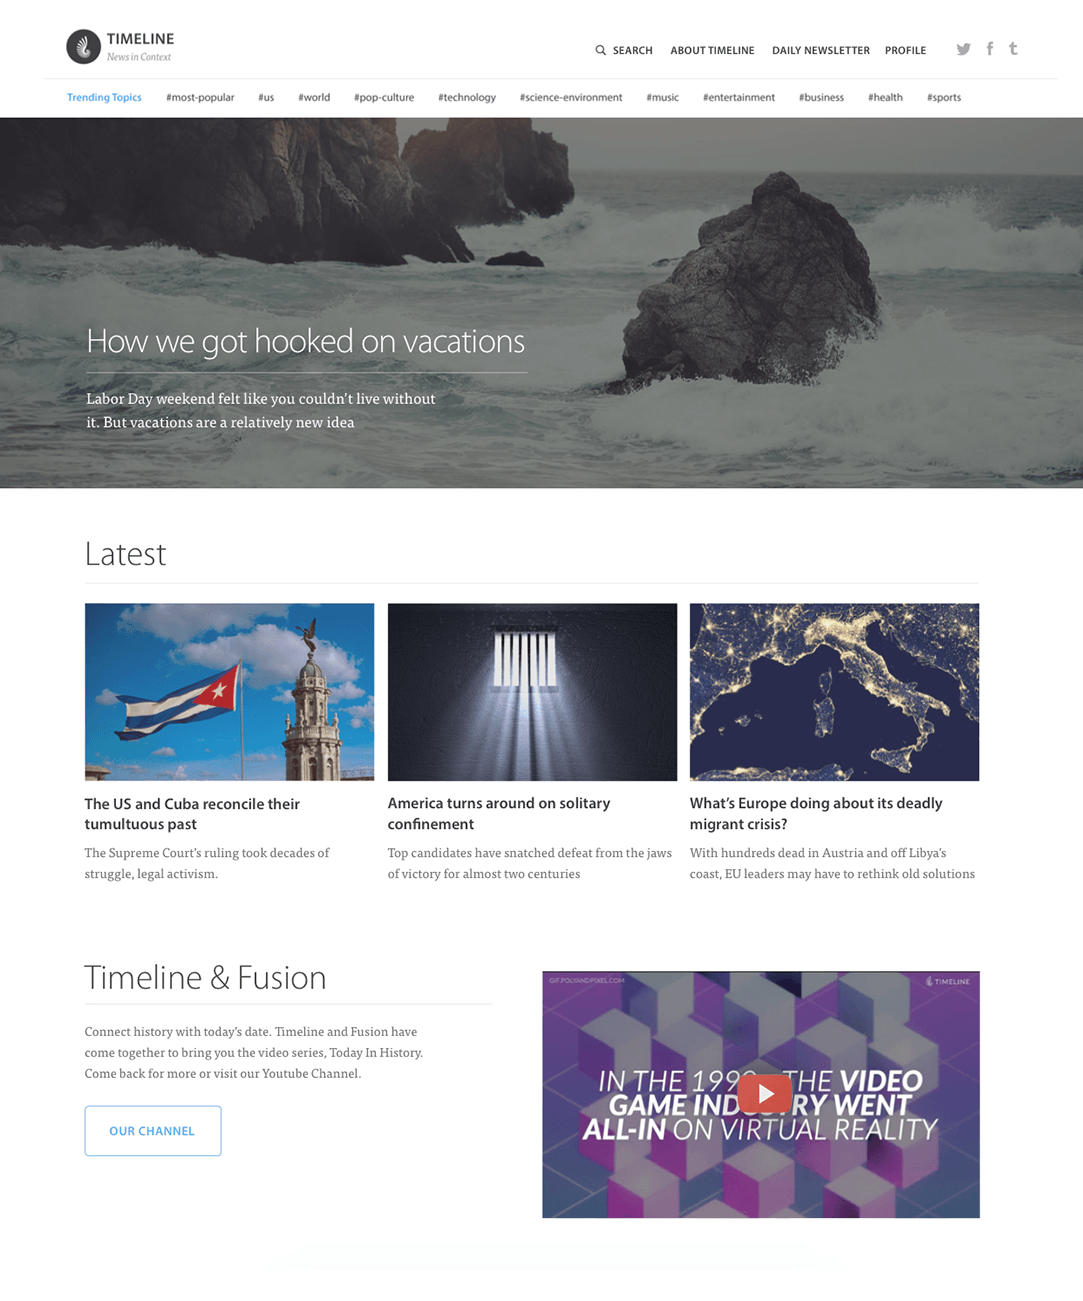 TIMELINE
News in Context
SEARCH ABOUT TIMELINE DAILY NEWSLETTER PROFILE
Trending Topics #most-popular #us #world #pop-culture #technology #science-environment #music #entertainment #business #health #sports
How we got hooked on vacations
Labor Day weekend felt like you couldn't live without
it. But vacations are a relatively new idea
Latest
The US and Cuba reconcile their
tumultuous past
The Supreme Court's ruling took decades of
struggle, legal activism.
America turns around on solitary
confinement
Top candidates have snatched defeat from the jaws
of victory for almost two centuries
What's Europe doing about its deadly
migrant crisis?
With hundreds dead in Austria and off Libya's
coast, EU leaders may have to rethink old solutions
Timeline & Fusion
Connect history with today's date. Timeline and Fusion have
come together to bring you the video series, Today In History.
Come back for more or visit our Youtube Channel.
OUR CHANNEL
GIF.POLYANDPIXEL.COM
TIMELINE
IN THE THE VIDEO
GAME WENT
ALL-IN ON VIRTUAL REALITY